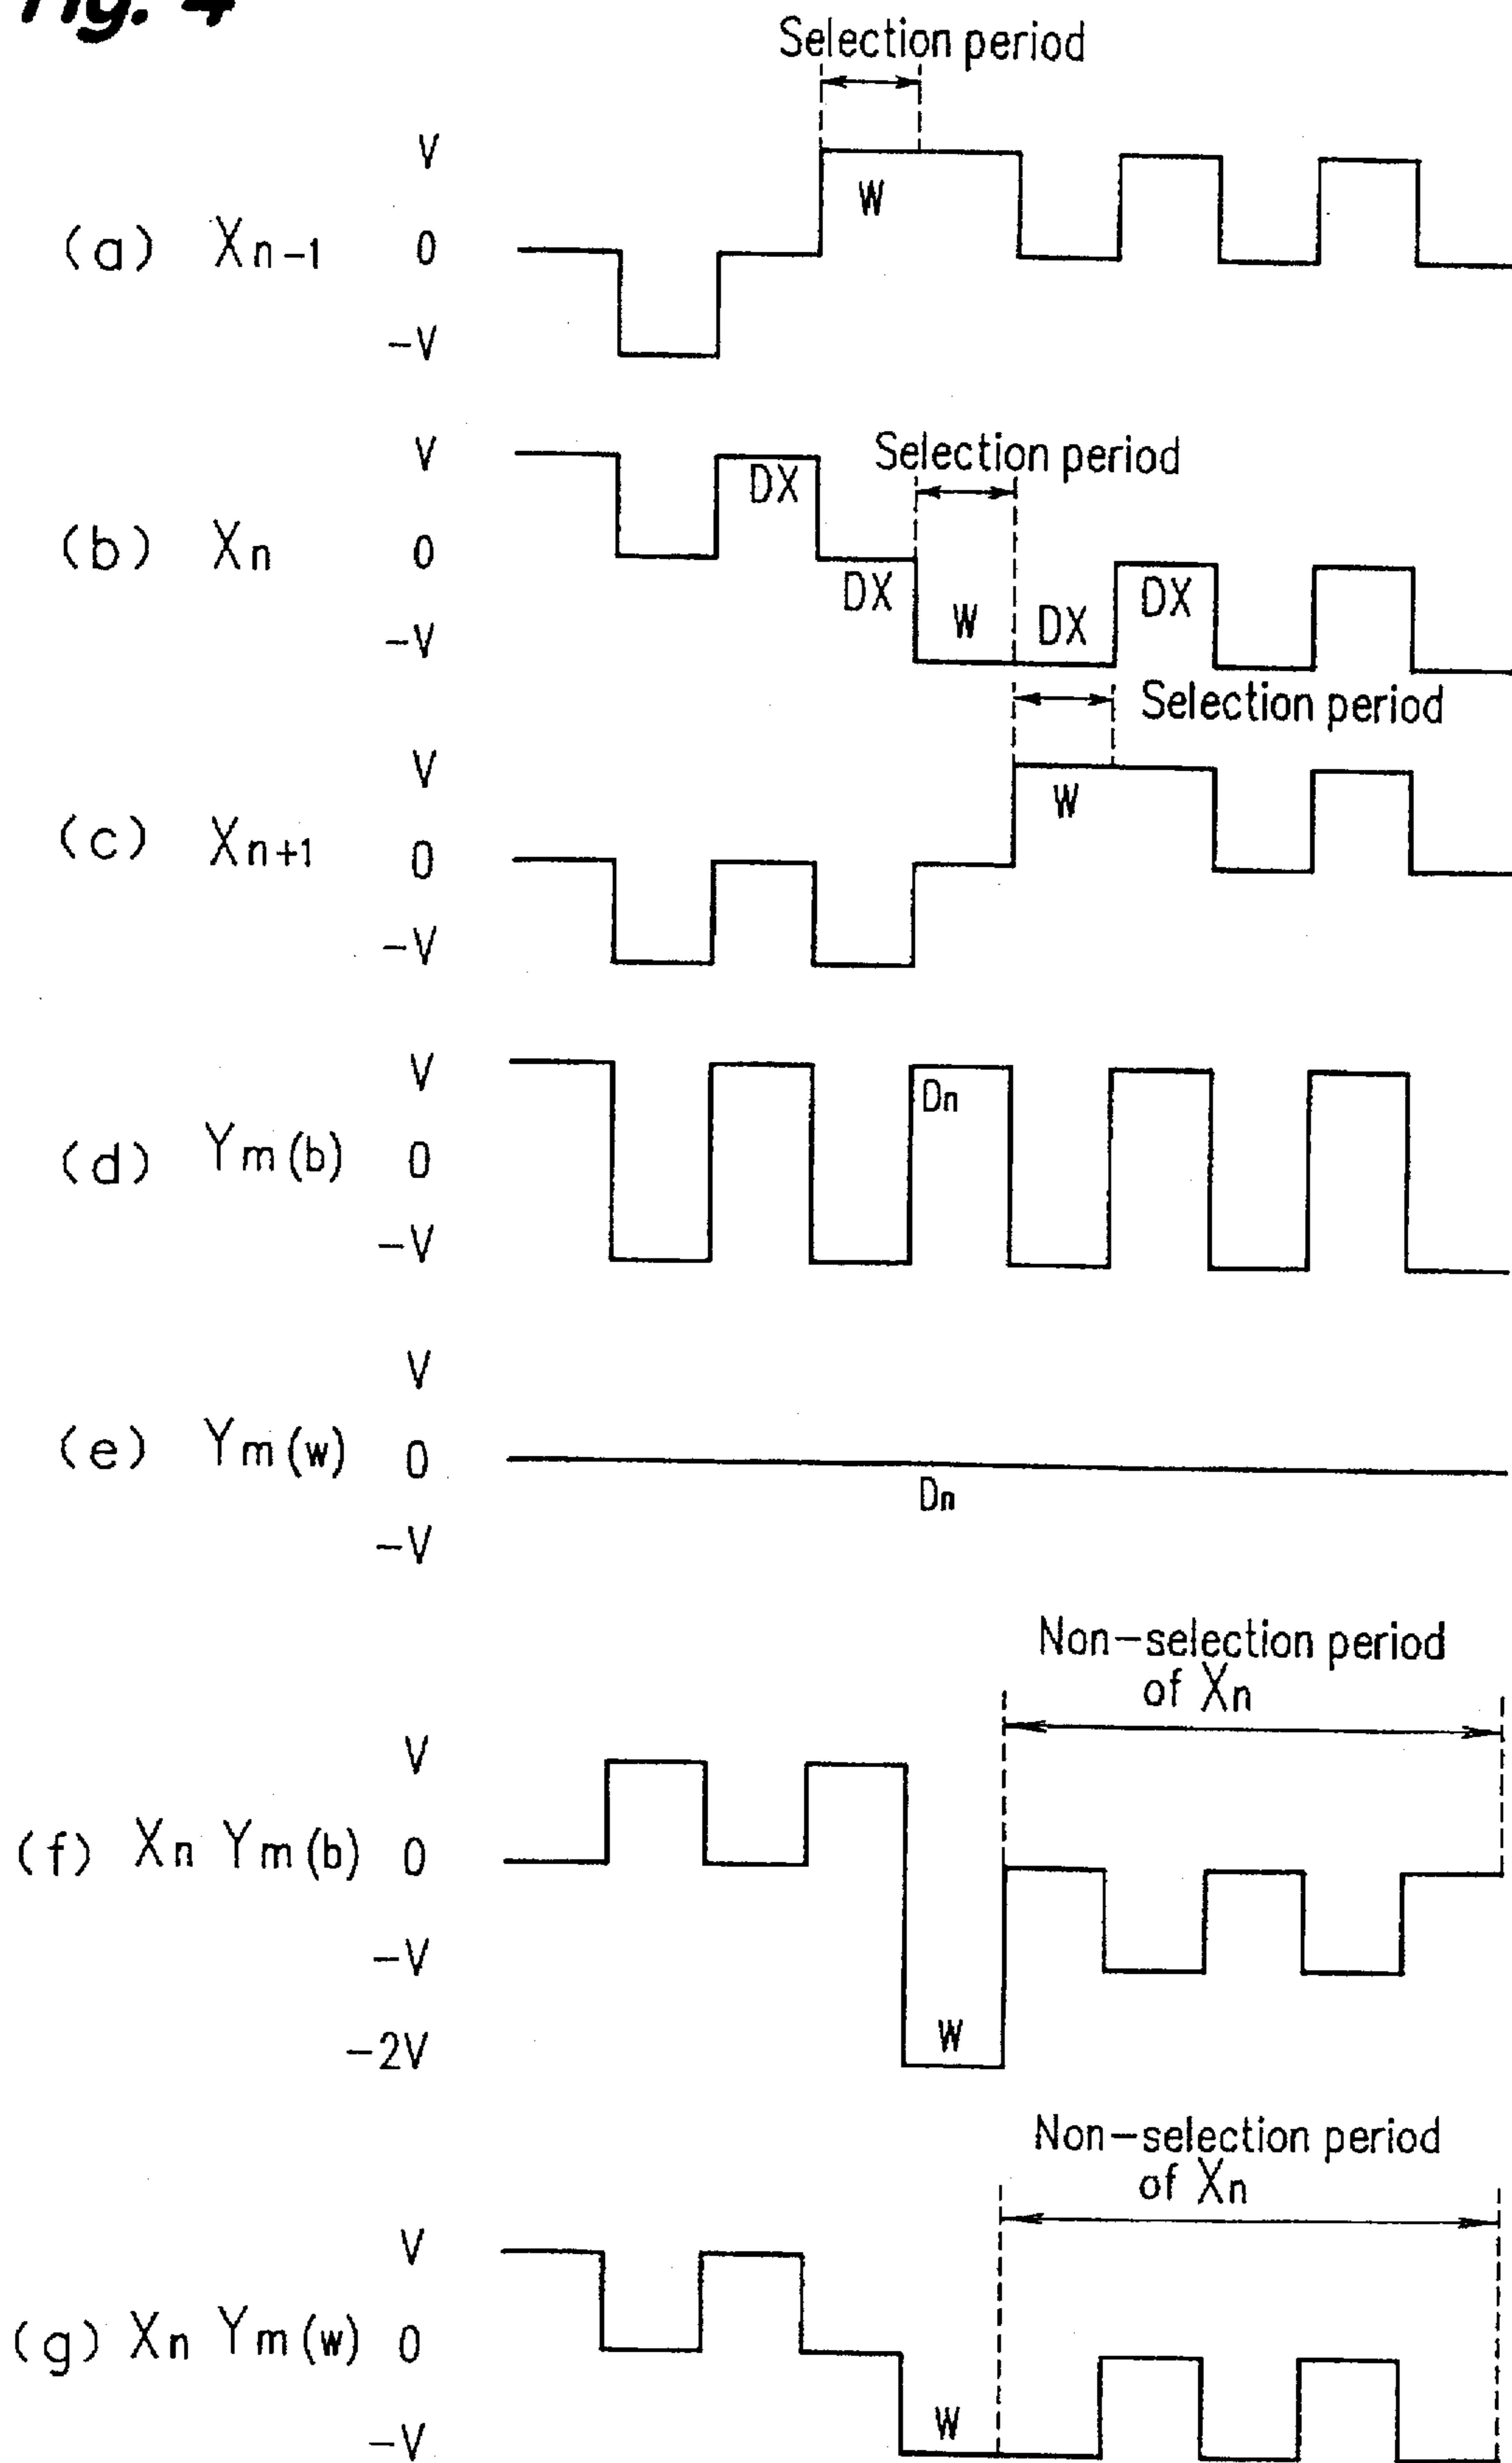 Fig. 4
Selection period
V
W
(a) Xn-1 0
-V
V
Selection period
DX
(b) Xn 0
DX W DX DX
-V
Selection period
V
W
(c) Xn+1 0
-V
V
Dn
(d) Ym(b) 0
-V
V
(e) Ym(w) 0
Dn
-V
Non-selection period
of Xn
V
(f) Xn Ym(b) 0
-V
-2V W
Non-selection period
of Xn
V
(g) Xn Ym(w) 0
-V W